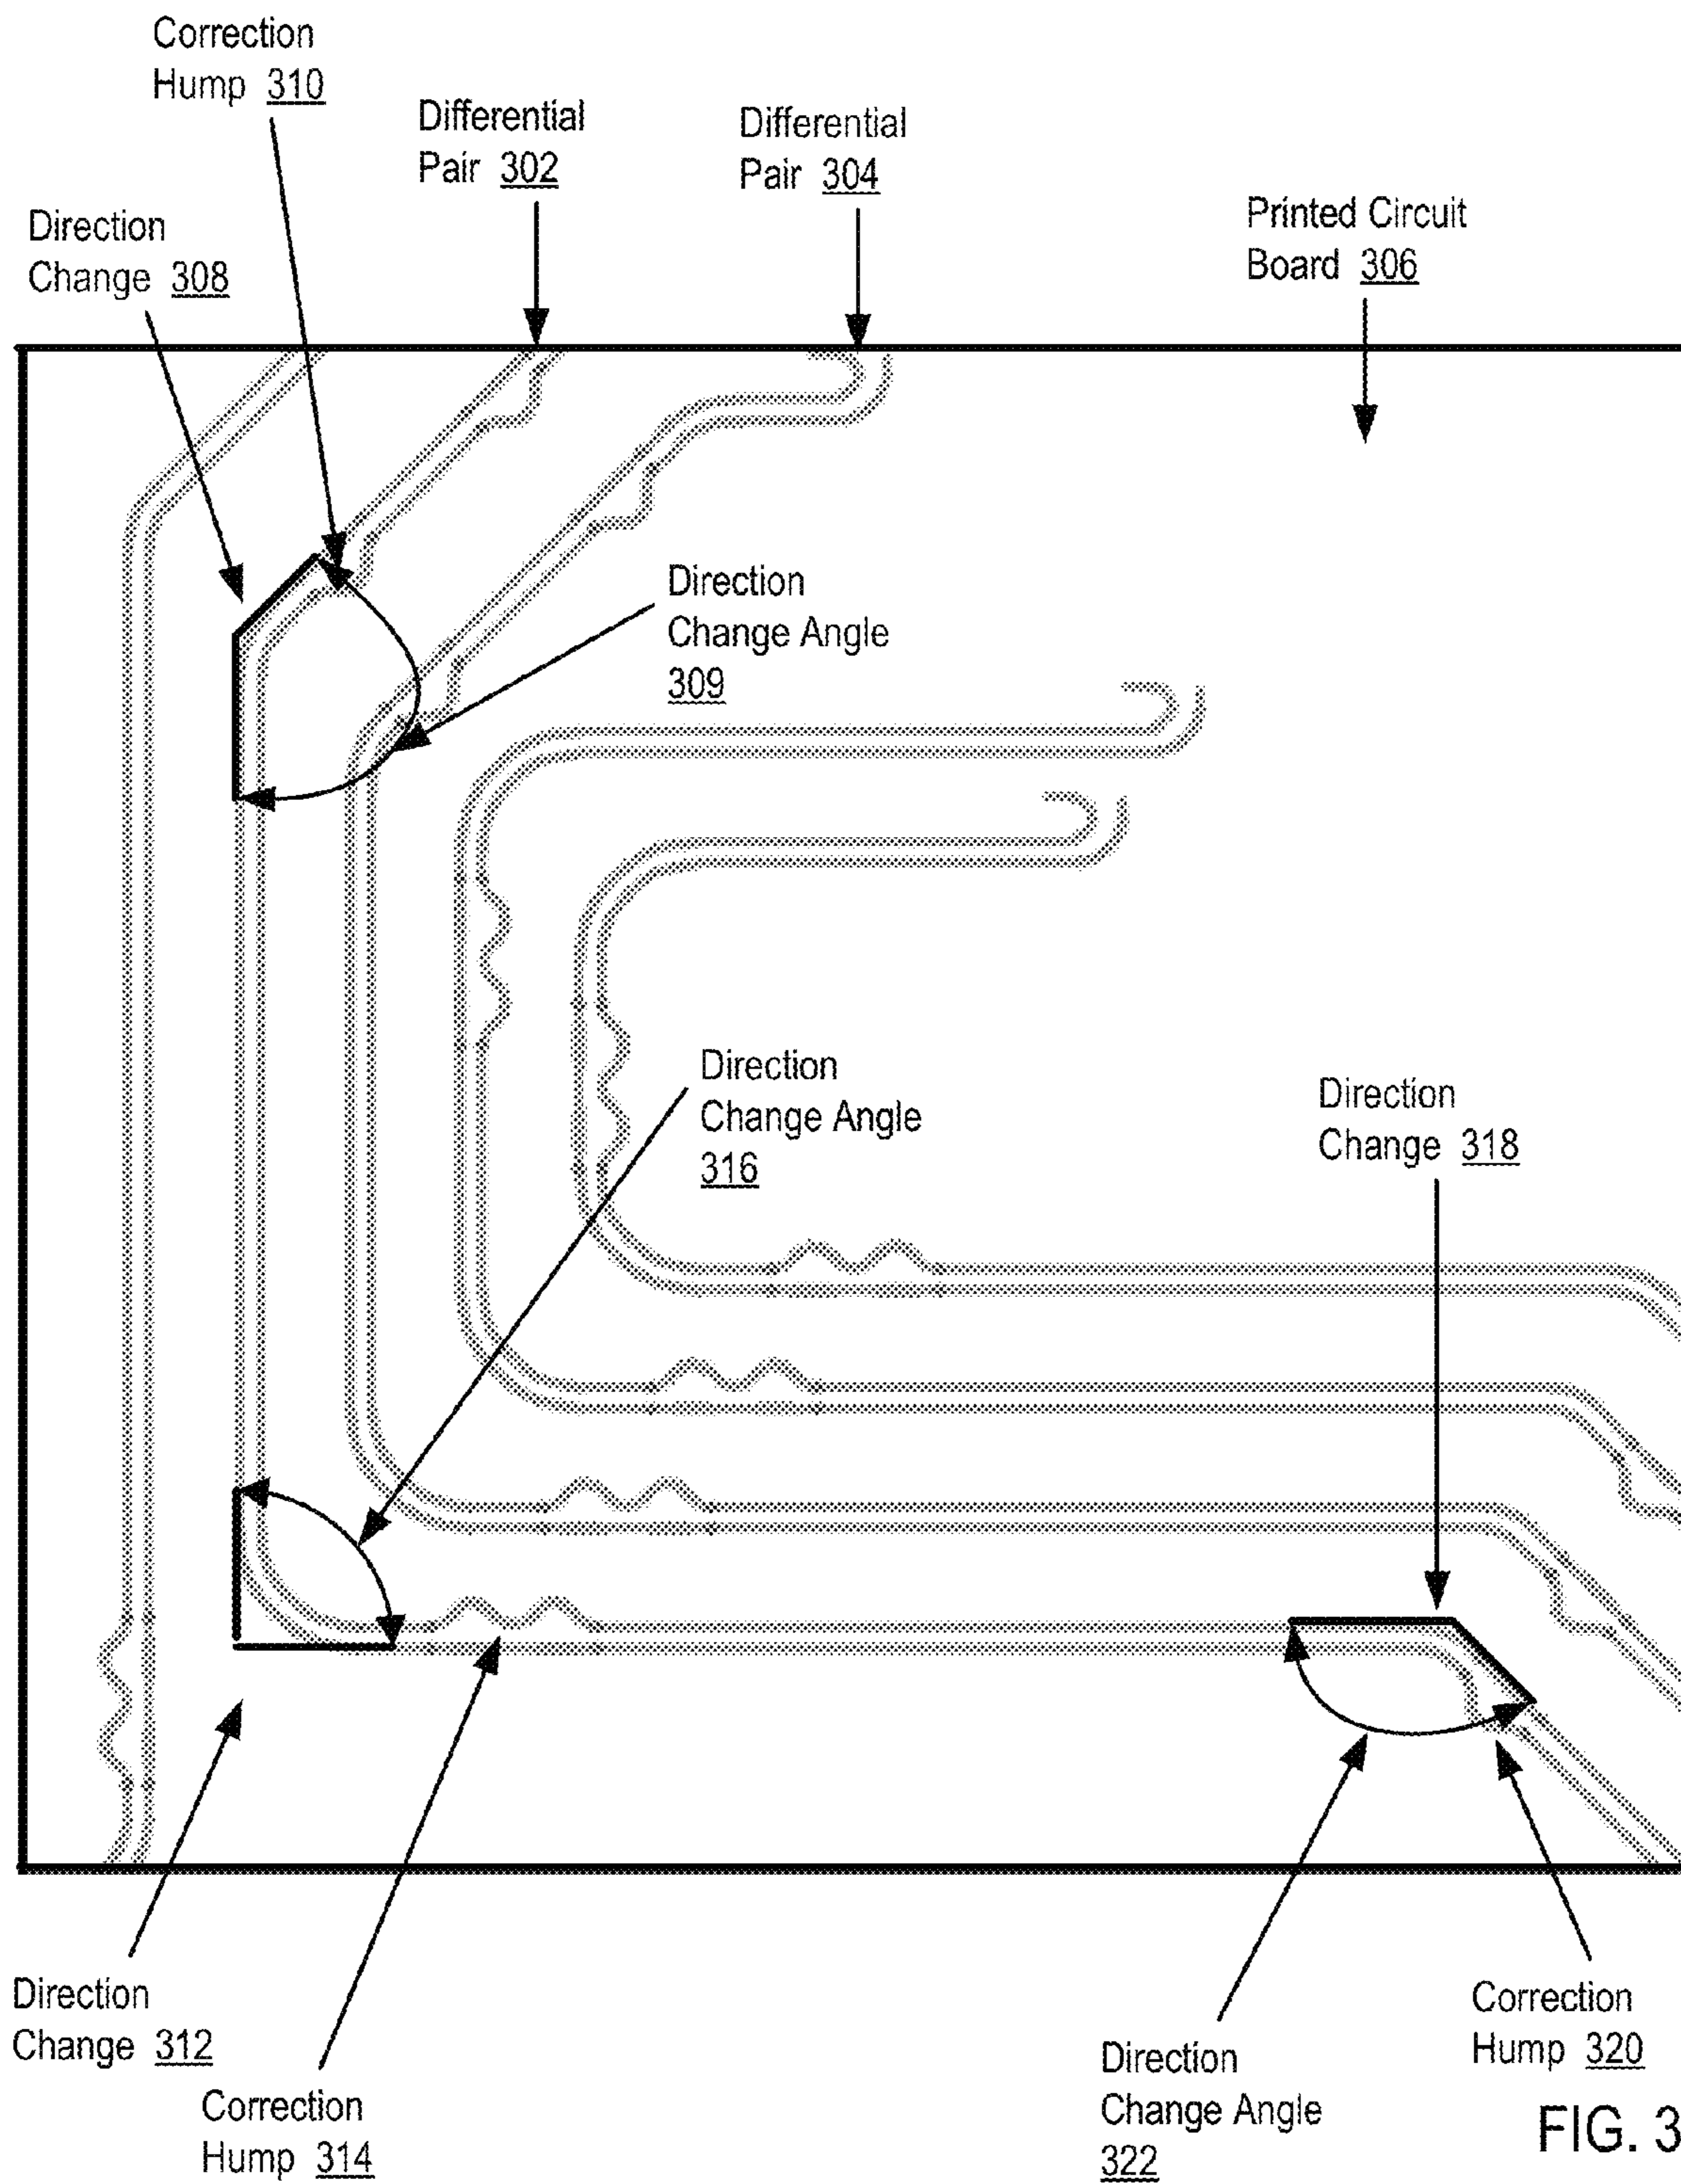 Correction
Hump 310
Differential
Pair 302
Differential
Pair 304
Direction
Change 308
Printed Circuit
Board 306
Direction
Change Angle
309
Direction
Change Angle
316
Direction
Change 318
Direction
Change 312
Correction
Hump 314
Direction
Change Angle
322
Correction
Hump 320
FIG. 3